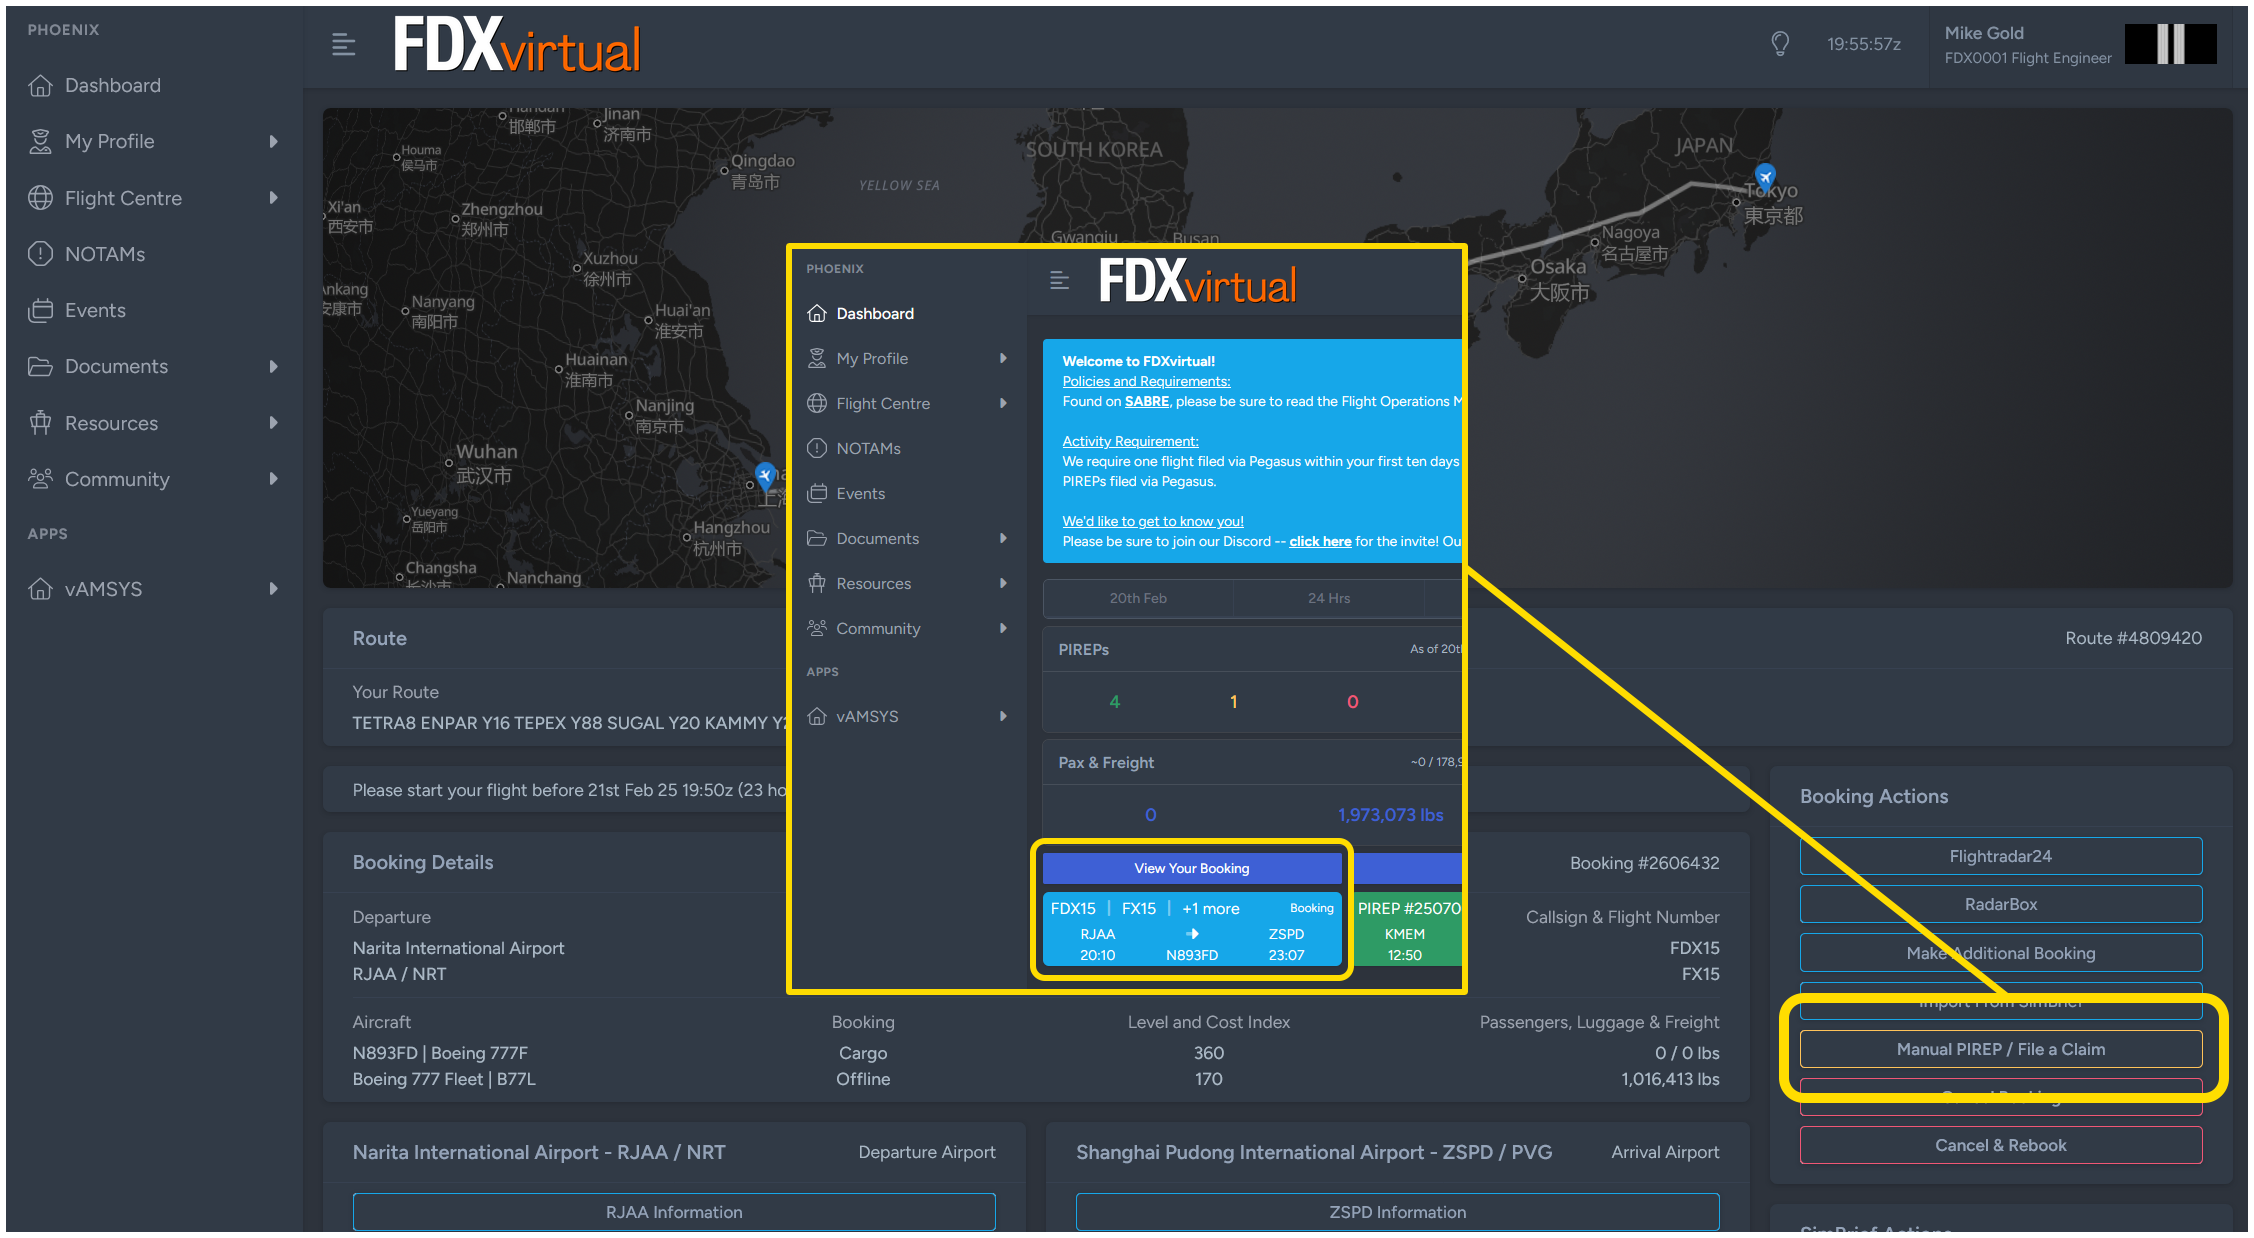 PHOENIX
Dashboard
My Profile
Flight Centre
NOTAMs
Events
Documents
Resources
Community
APPS
vAMSYS
FDXvirtual
19:55:57z
Mike Gold
FDX0001 Flight Engineer
邯郸市
Jinan
济南市
Houma
侯马市
Qingdao
青岛市
YELLOW SEA
SOUTH KOREA
JAPAN
Tokyo
東京都
Xi'an
西安市
Zhengzhou
郑州市
Gwangju
Busan
Nagoya
名古屋市
Xuzhou
徐州市
Osaka
大阪市
Ankang
安康市
Nanyang
南阳市
Huai'an
淮安市
Huainan
淮南市
Nanjing
南京市
Wuhan
武汉市
Yueyang
岳阳市
Hangzhou
杭州市
Changsha
Nanchang
PHOENIX
Dashboard
My Profile
Flight Centre
NOTAMs
Events
Documents
Resources
Community
APPS
vAMSYS
FDXvirtual
Welcome to FDXvirtual!
Policies and Requirements:
Found on SABRE, please be sure to read the Flight Operations M
Activity Requirement:
We require one flight filed via Pegasus within your first ten days
PIREPs filed via Pegasus.
We'd like to get to know you!
Please be sure to join our Discord -- click here for the invite! Ou
20th Feb
24 Hrs
PIREPs
As of 20th
4
1
0
Pax & Freight
~0 / 178,9
0
1,973,073 lbs
View Your Booking
FDX15 | FX15 | +1 more
Booking
RJAA
ZSPD
20:10
N893FD
23:07
PIREP #25070
KMEM
12:50
Route
Route #4809420
Your Route
TETRA8 ENPAR Y16 TEPEX Y88 SUGAL Y20 KAMMY
Please start your flight before 21st Feb 25 19:50z (23 ho
Booking Details
Booking #2606432
Departure
Callsign & Flight Number
Narita International Airport
FDX15
RJAA / NRT
FX15
Aircraft
Booking
Level and Cost Index
Passengers, Luggage & Freight
N893FD | Boeing 777F
Cargo
360
0 / 0 lbs
Boeing 777 Fleet | B77L
Offline
170
1,016,413 lbs
Booking Actions
Flightradar24
RadarBox
Make Additional Booking
Import From SimBrief
Manual PIREP / File a Claim
Cancel & Rebook
Narita International Airport - RJAA / NRT
Departure Airport
RJAA Information
Shanghai Pudong International Airport - ZSPD / PVG
Arrival Airport
ZSPD Information